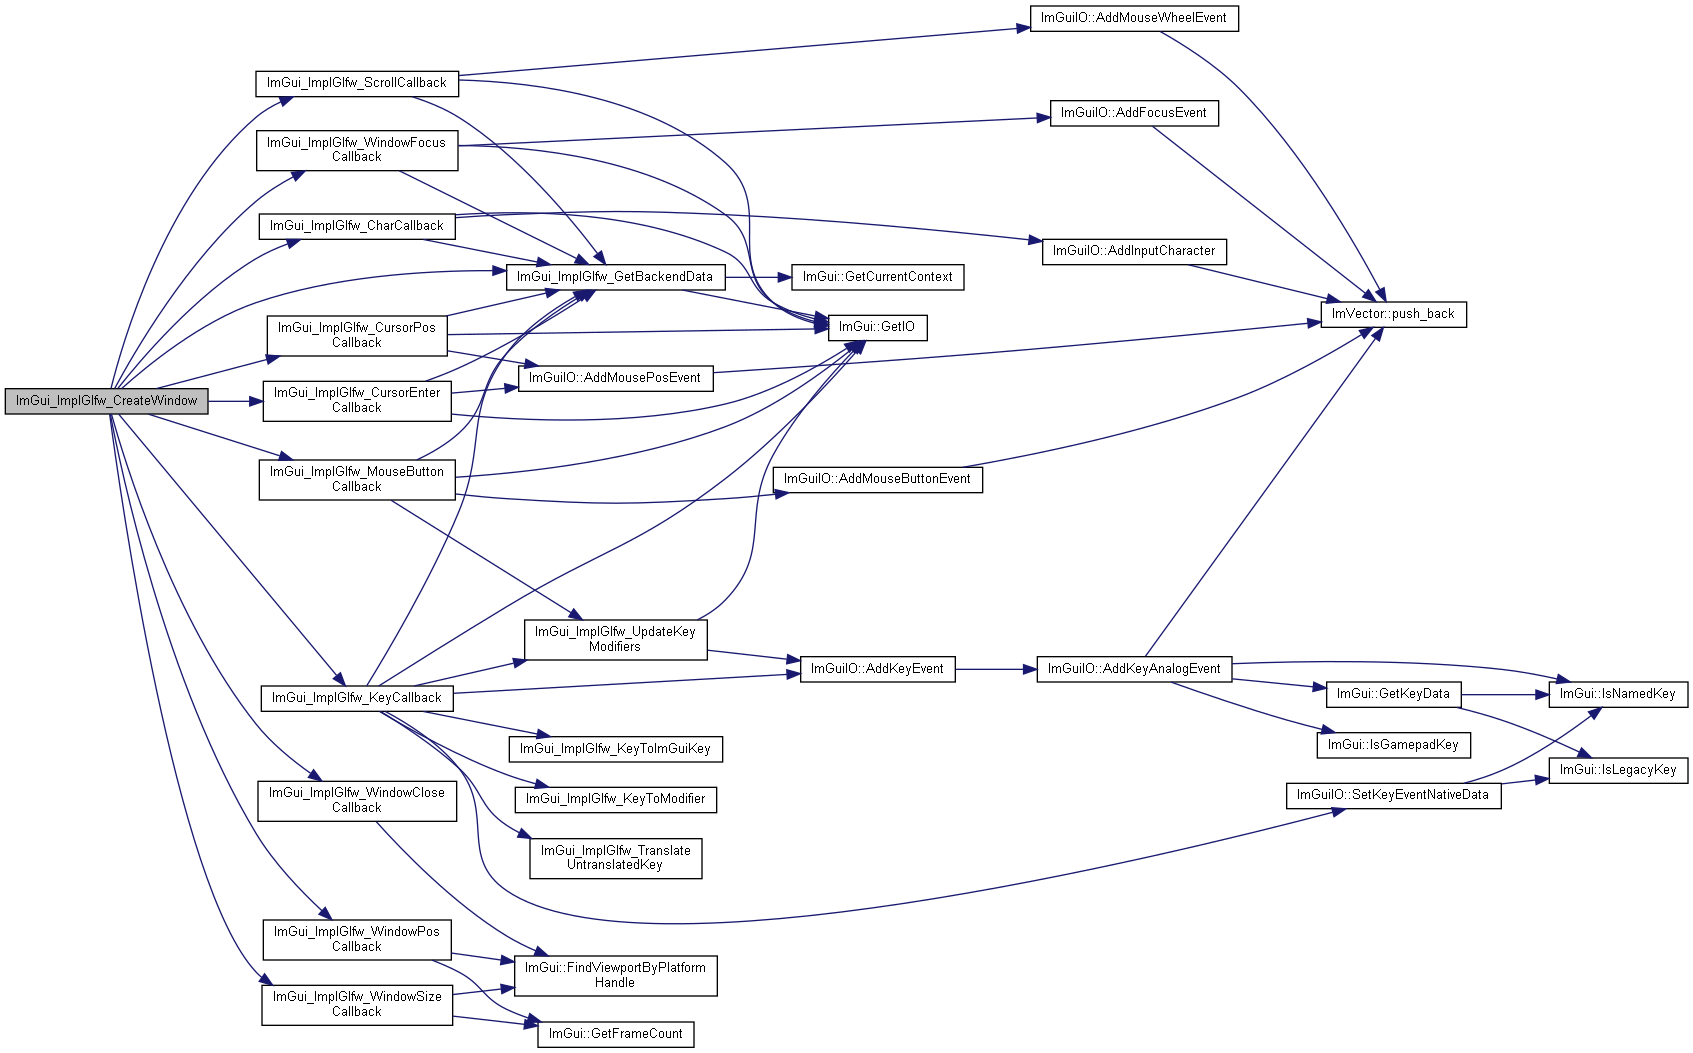 ImGui_ImplGlfw_CreateWindow
ImGui_ImplGlfw_ScrollCallback
ImGui_ImplGlfw_WindowFocus
Callback
ImGui_ImplGlfw_CharCallback
ImGui_ImplGlfw_CursorPos
Callback
ImGui_ImplGlfw_CursorEnter
Callback
ImGui_ImplGlfw_MouseButton
Callback
ImGui_ImplGlfw_KeyCallback
ImGui_ImplGlfw_WindowClose
Callback
ImGui_ImplGlfw_WindowPos
Callback
ImGui_ImplGlfw_WindowSize
Callback
ImGui_ImplGlfw_GetBackendData
ImGuiIO::AddMousePosEvent
ImGui_ImplGlfw_UpdateKey
Modifiers
ImGui_ImplGlfw_KeyToImGuiKey
ImGui_ImplGlfw_KeyToModifier
ImGui_ImplGlfw_Translate
UntranslatedKey
ImGui::FindViewportByPlatform
Handle
ImGui::GetFrameCount
ImGui::GetCurrentContext
ImGui::GetIO
ImGuiIO::AddMouseButtonEvent
ImGuiIO::AddKeyEvent
ImGuiIO::AddMouseWheelEvent
ImGuiIO::AddFocusEvent
ImGuiIO::AddInputCharacter
ImGuiIO::AddKeyAnalogEvent
ImVector::push_back
ImGui::GetKeyData
ImGui::IsGamepadKey
ImGuiIO::SetKeyEventNativeData
ImGui::IsNamedKey
ImGui::IsLegacyKey